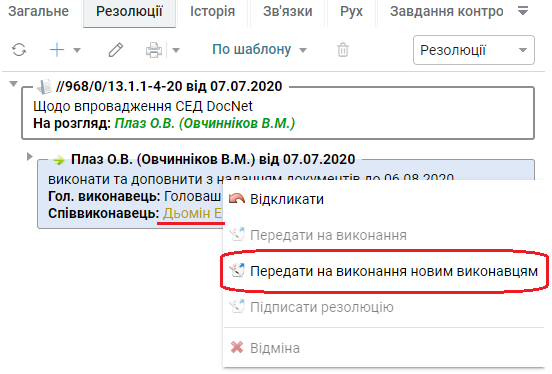 Загальне Резолюції Історія Зв'язки Рух Завдання контро
По шаблону Резолюції
//968/0/13.1.1-4-20 від 07.07.2020
Щодо впровадження СЕД DocNet
На розгляд: Плаз О.В. (Овчинніков В.М.)
Плаз О.В. (Овчинніков В.М.) від 07.07.2020
виконати та доповнити з наданням документів до 06.08.2020
Гол. виконавець: Головаш
Співвиконавець: Дьомін Е
Відкликати
Передати на виконання
Передати на виконання новим виконавцям
Підписати резолюцію
Відміна